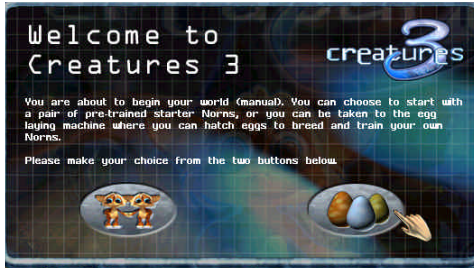 Welcome to
Creatures 3
creatures
3
You are about to begin your world (manual). You can choose to start with
a pair of pre-trained starter Norns, or you can be taken to the egg
laying machine where you can hatch eggs to breed and train your own
Norns.
Please make your choice from the two buttons below.